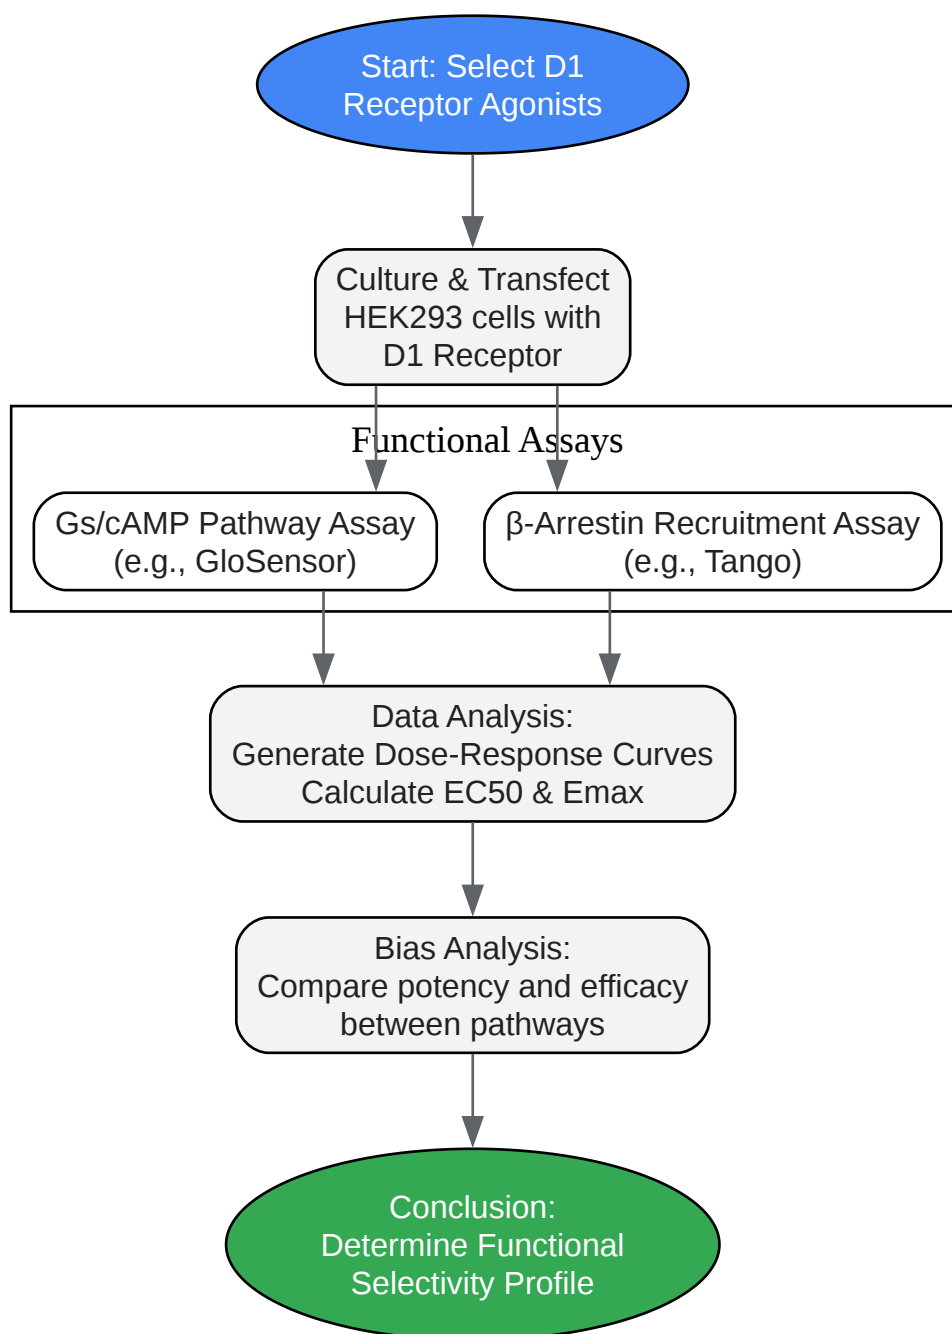 Start: Select D1
Receptor Agonists
Culture & Transfect
HEK293 cells with
D1 Receptor
Functional Assays
Gs/cAMP Pathway Assay
(e.g., GloSensor)
β-Arrestin Recruitment Assay
(e.g., Tango)
Data Analysis:
Generate Dose-Response Curves
Calculate EC50 & Emax
Bias Analysis:
Compare potency and efficacy
between pathways
Conclusion:
Determine Functional
Selectivity Profile